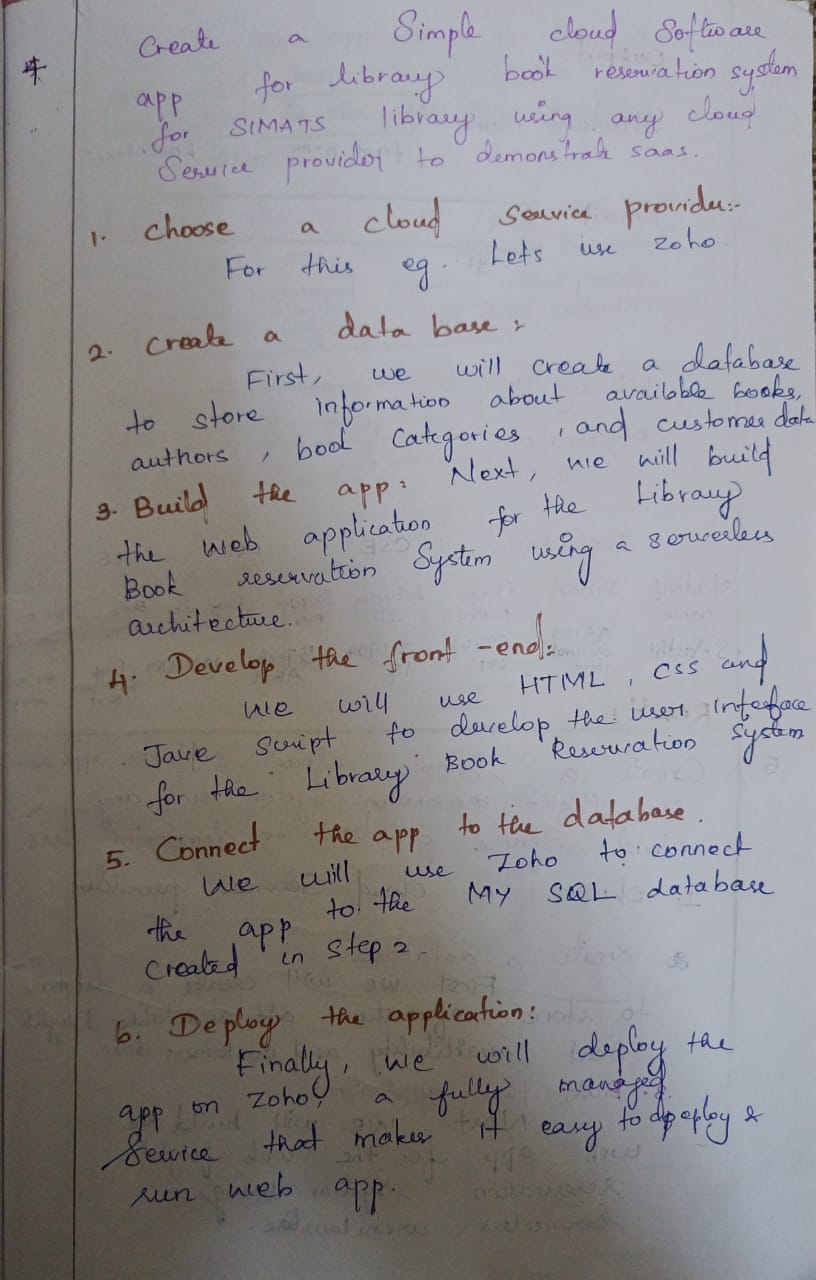 Create a Simple cloud Software
4
app for library book reservation system
for SIMATS library using any cloud
Service provider to demonstrate saas.
1. Choose a cloud Service provider:-
For this eg. Lets use zoho
2. Create a data base:
First, we will create a database
to store information about available books,
authors, book Categories, and customer data
3. Build the app: Next, we will build
the web application for the Library
Book reservation System using a serverless
architecture.
4. Develop the front-end:
We will use HTML, CSS and
Java Script to develop the user interface
for the Library Book Reservation System
5. Connect the app to the database.
We will use Zoho to connect
the app to the MY SQL database
Created in Step 2.
6. Deploy the application:
Finally, we will deploy the
app on Zoho, a fully managed
Service that makes it easy to deploy &
run web app.